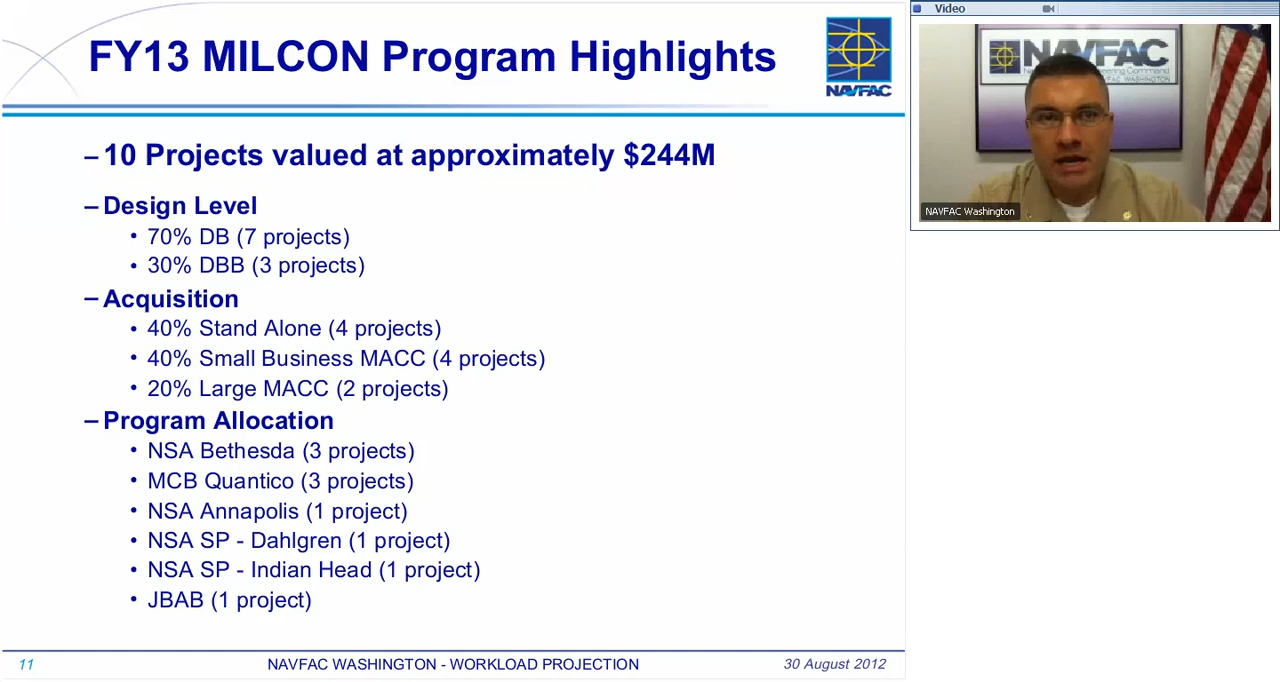 FY13 MILCON Program Highlights
NAVFAC
– 10 Projects valued at approximately $244M
– Design Level
• 70% DB (7 projects)
• 30% DBB (3 projects)
– Acquisition
• 40% Stand Alone (4 projects)
• 40% Small Business MACC (4 projects)
• 20% Large MACC (2 projects)
– Program Allocation
• NSA Bethesda (3 projects)
• MCB Quantico (3 projects)
• NSA Annapolis (1 project)
• NSA SP - Dahlgren (1 project)
• NSA SP - Indian Head (1 project)
• JBAB (1 project)
11
NAVFAC WASHINGTON - WORKLOAD PROJECTION
30 August 2012
Video
NAVFAC
Command
NAVFAC WASHINGTON
NAVFAC Washington